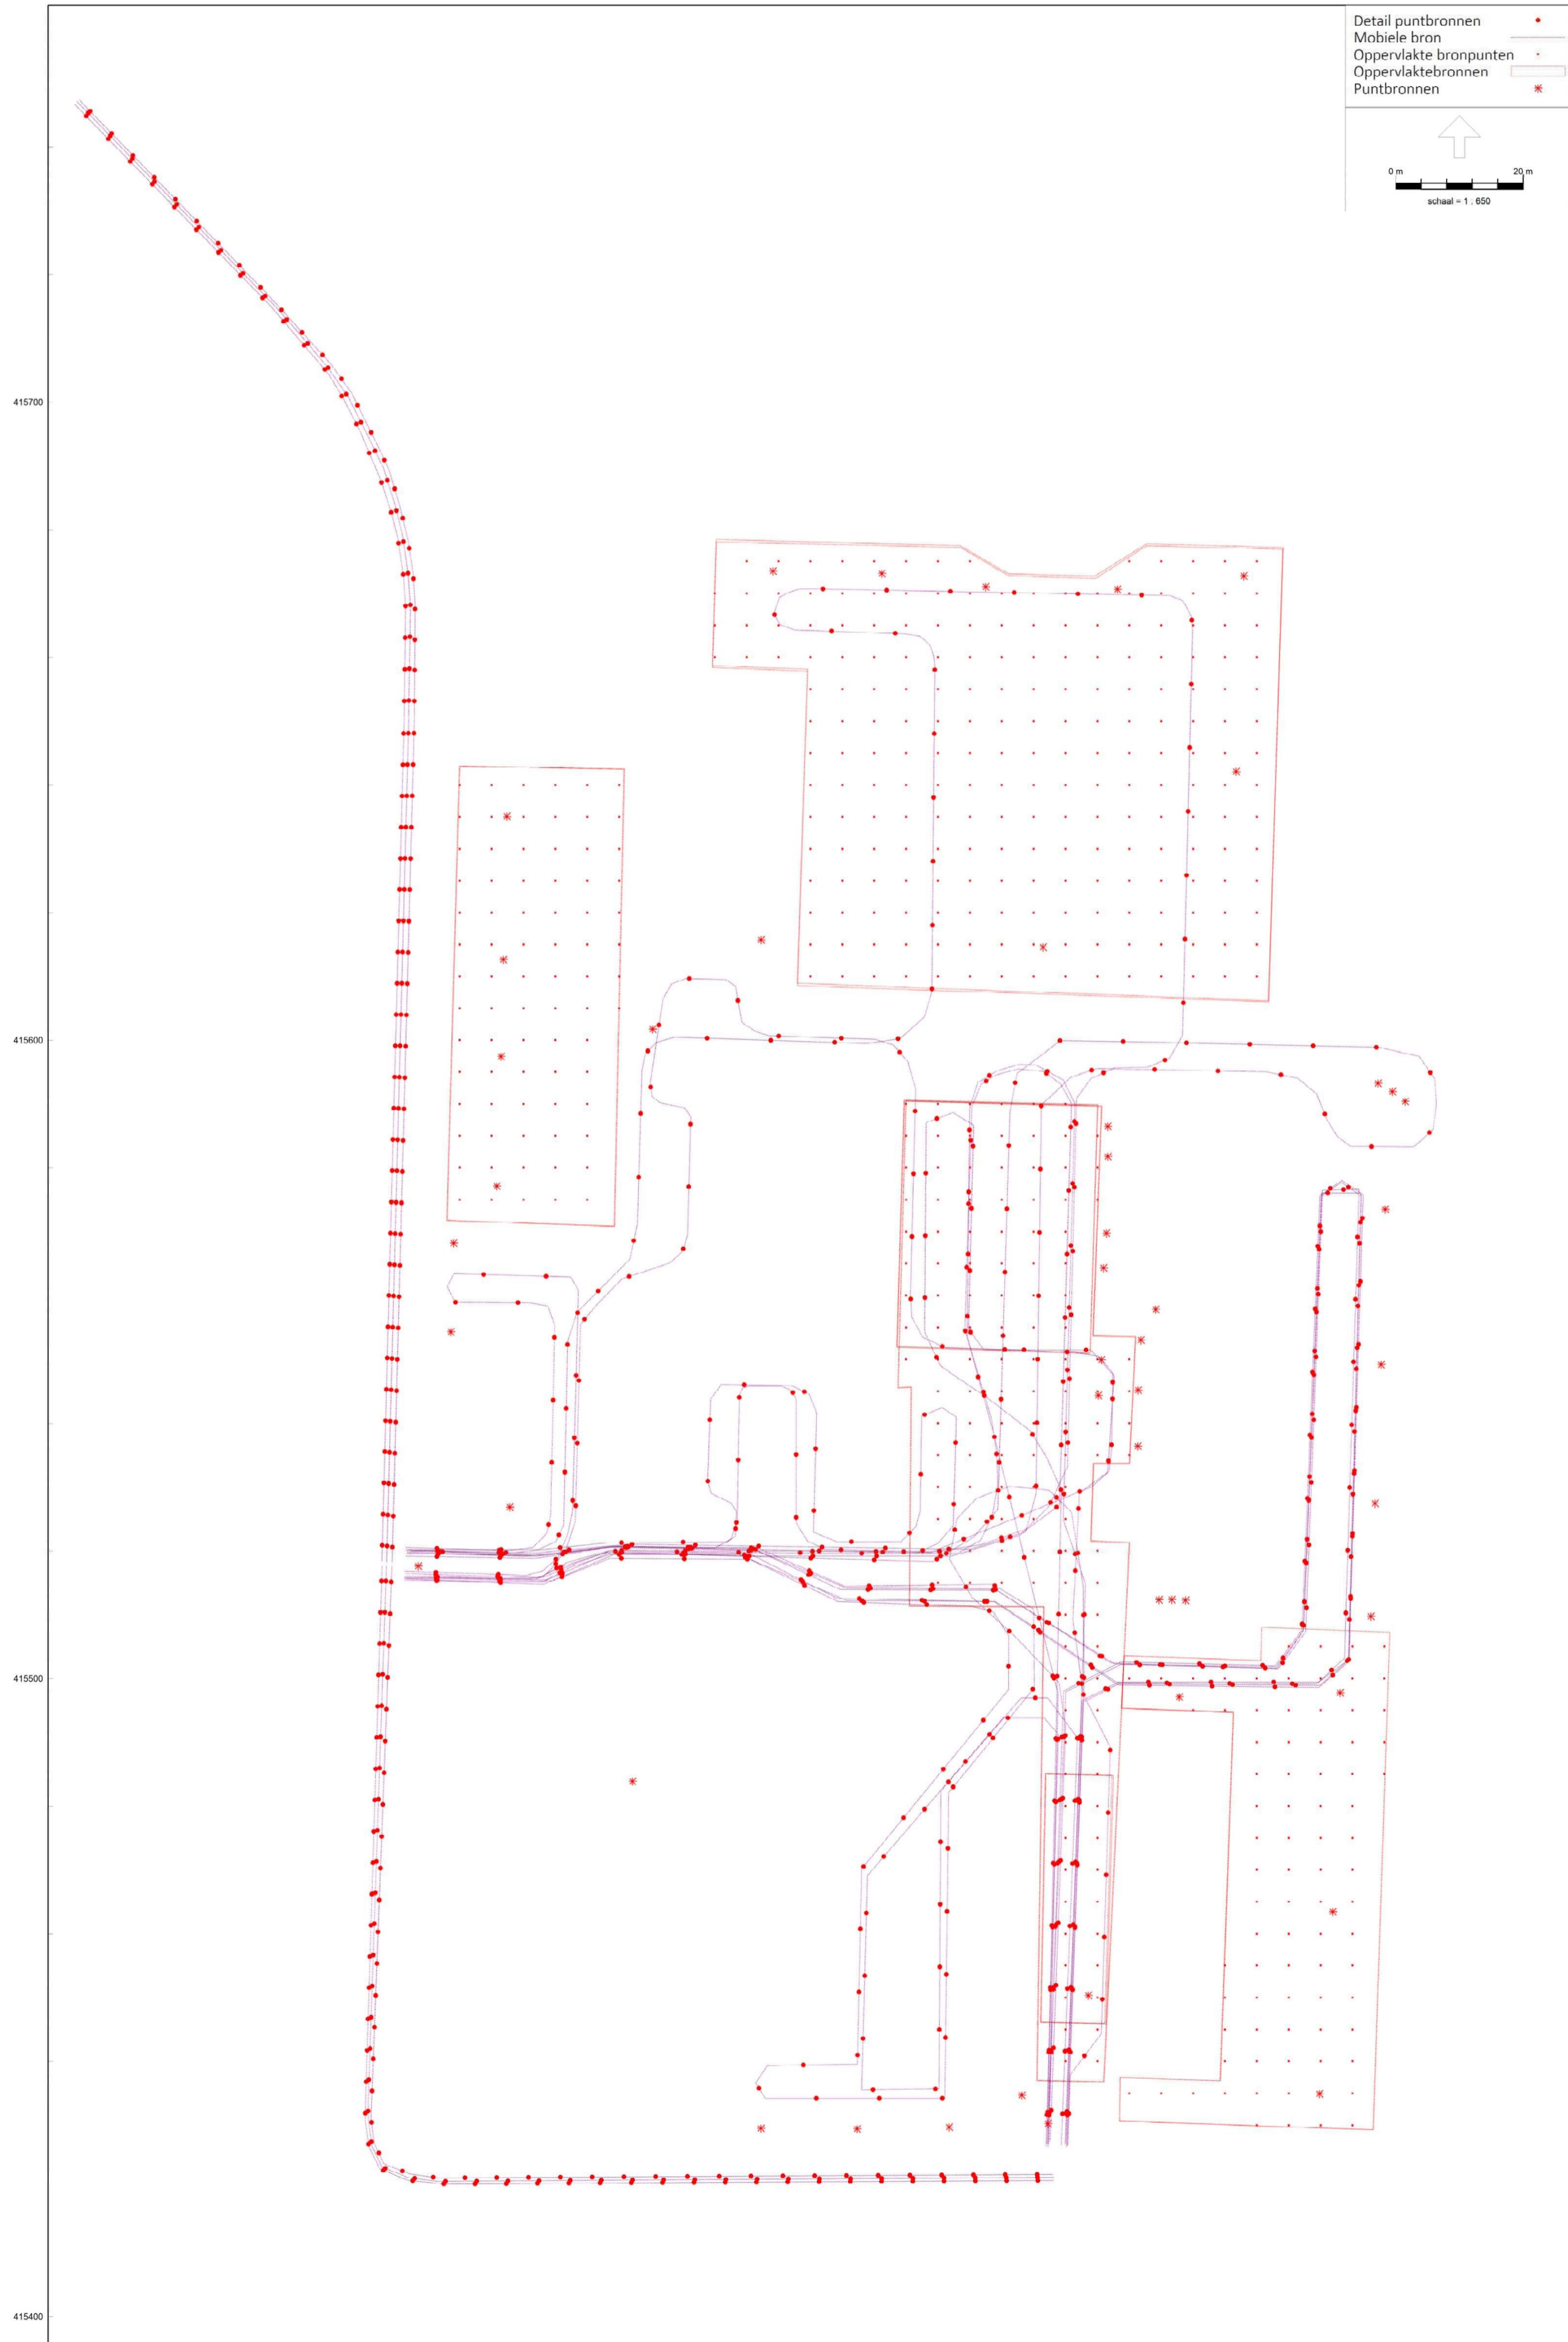 Detail puntbronnen
Mobiele bron
Oppervlakte bronpunten
Oppervlaktebronnen
Puntbronnen
0 m 20 m
schaal = 1 : 650
415700
415600
415500
415400